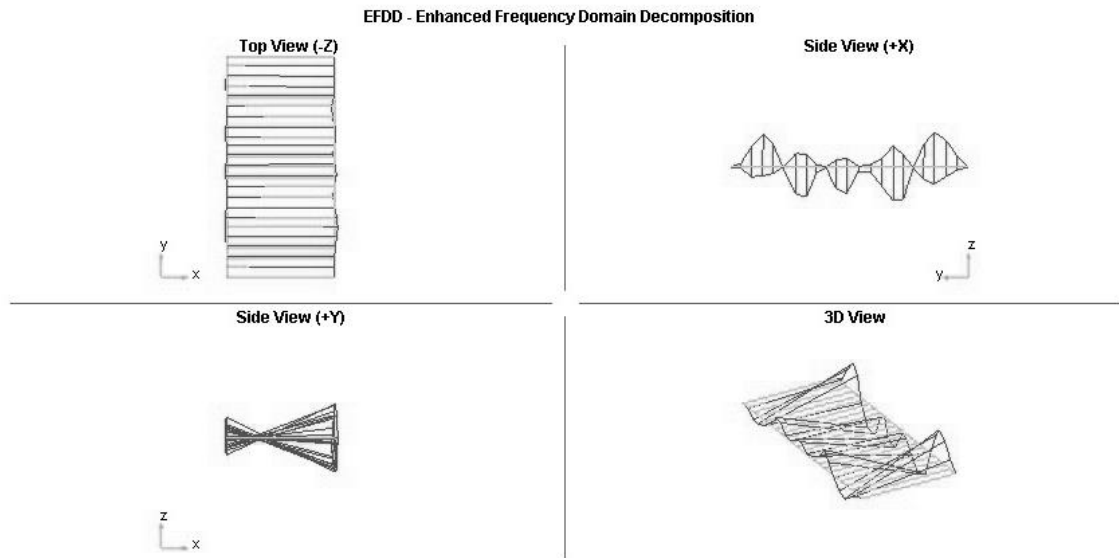 EFDD - Enhanced Frequency Domain Decomposition
Top View (-Z)
Side View (+X)
y
x
z
y
Side View (+Y)
3D View
z
x